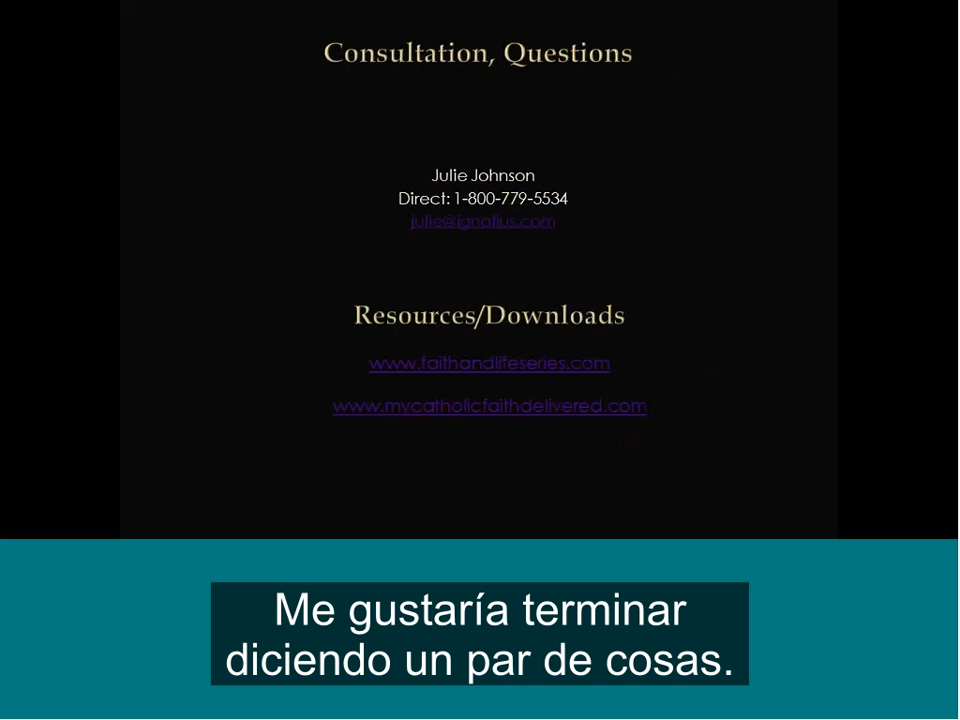 Consultation, Questions
Julie Johnson
Direct: 1-800-779-5534
julie@ignatius.com
Resources/Downloads
www.faithandlifeseries.com
www.mycatholicfaithdelivered.com
Me gustaría terminar
diciendo un par de cosas.